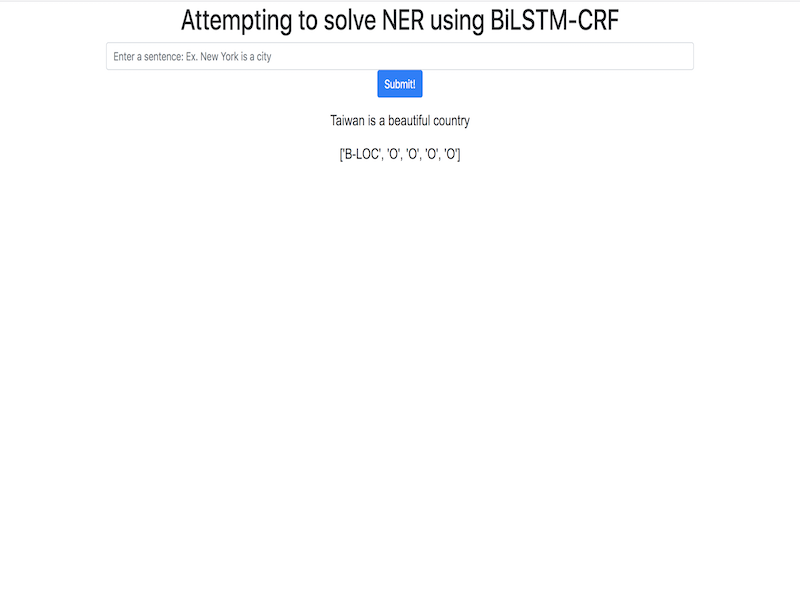 Attempting to solve NER using BiLSTM-CRF
Enter a sentence: Ex. New York is a city
Submit!
Taiwan is a beautiful country
['B-LOC', 'O', 'O', 'O', 'O']